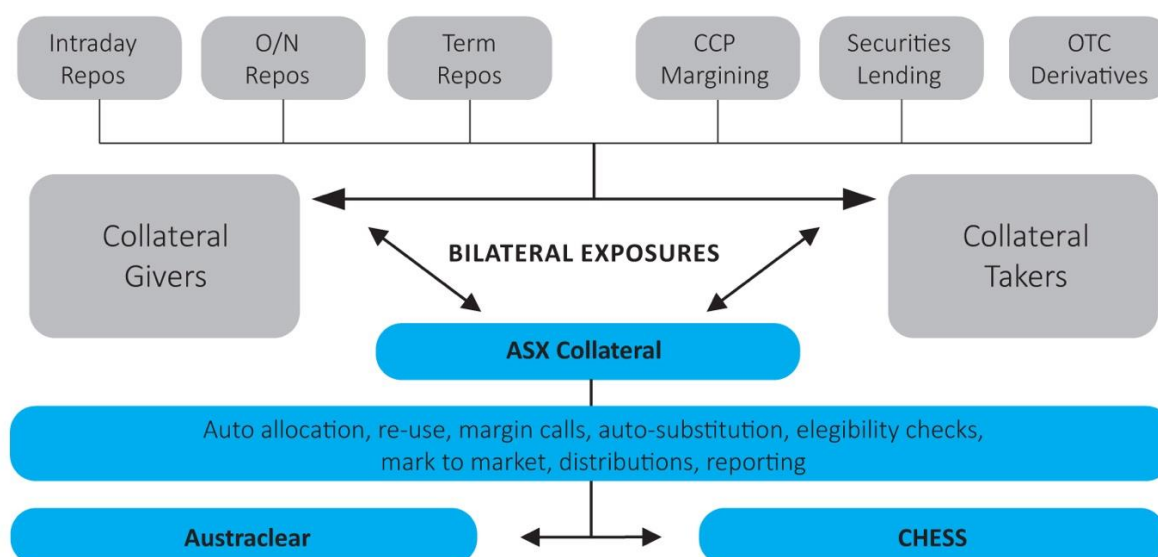 Intraday
Repos
O/N
Repos
Term
Repos
CCP
Margining
Securities
Lending
OTC
Derivatives
Collateral
Givers
BILATERAL EXPOSURES
Collateral
Takers
ASX Collateral
Auto allocation, re-use, margin calls, auto-substitution, elegibility checks,
mark to market, distributions, reporting
Austraclear
CHESS